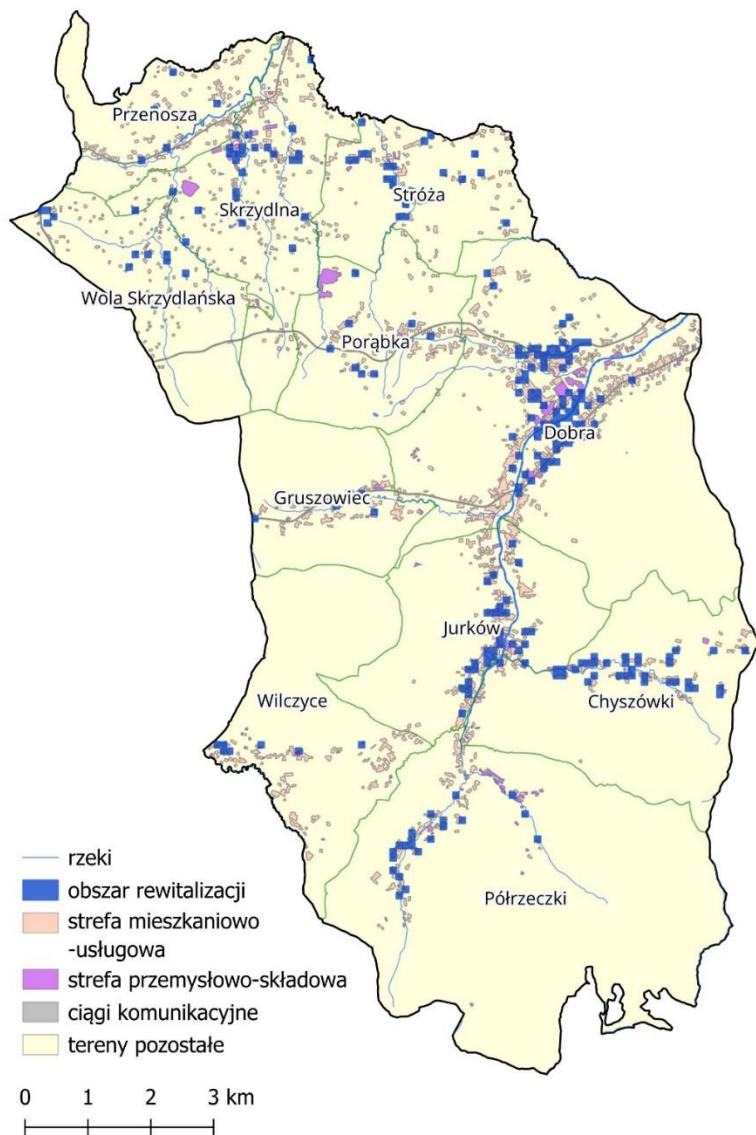 Przenosza
Skrzydlna
Stróża
Wola Skrzydlańska
Porąbka
Dobra
Gruszowiec
Jurków
Wilczyce
Chyszówki
Półrzeczki
rzeki
obszar rewitalizacji
strefa mieszkaniowo
-usługowa
strefa przemysłowo-składowa
ciągi komunikacyjne
tereny pozostałe
0 1 2 3 km